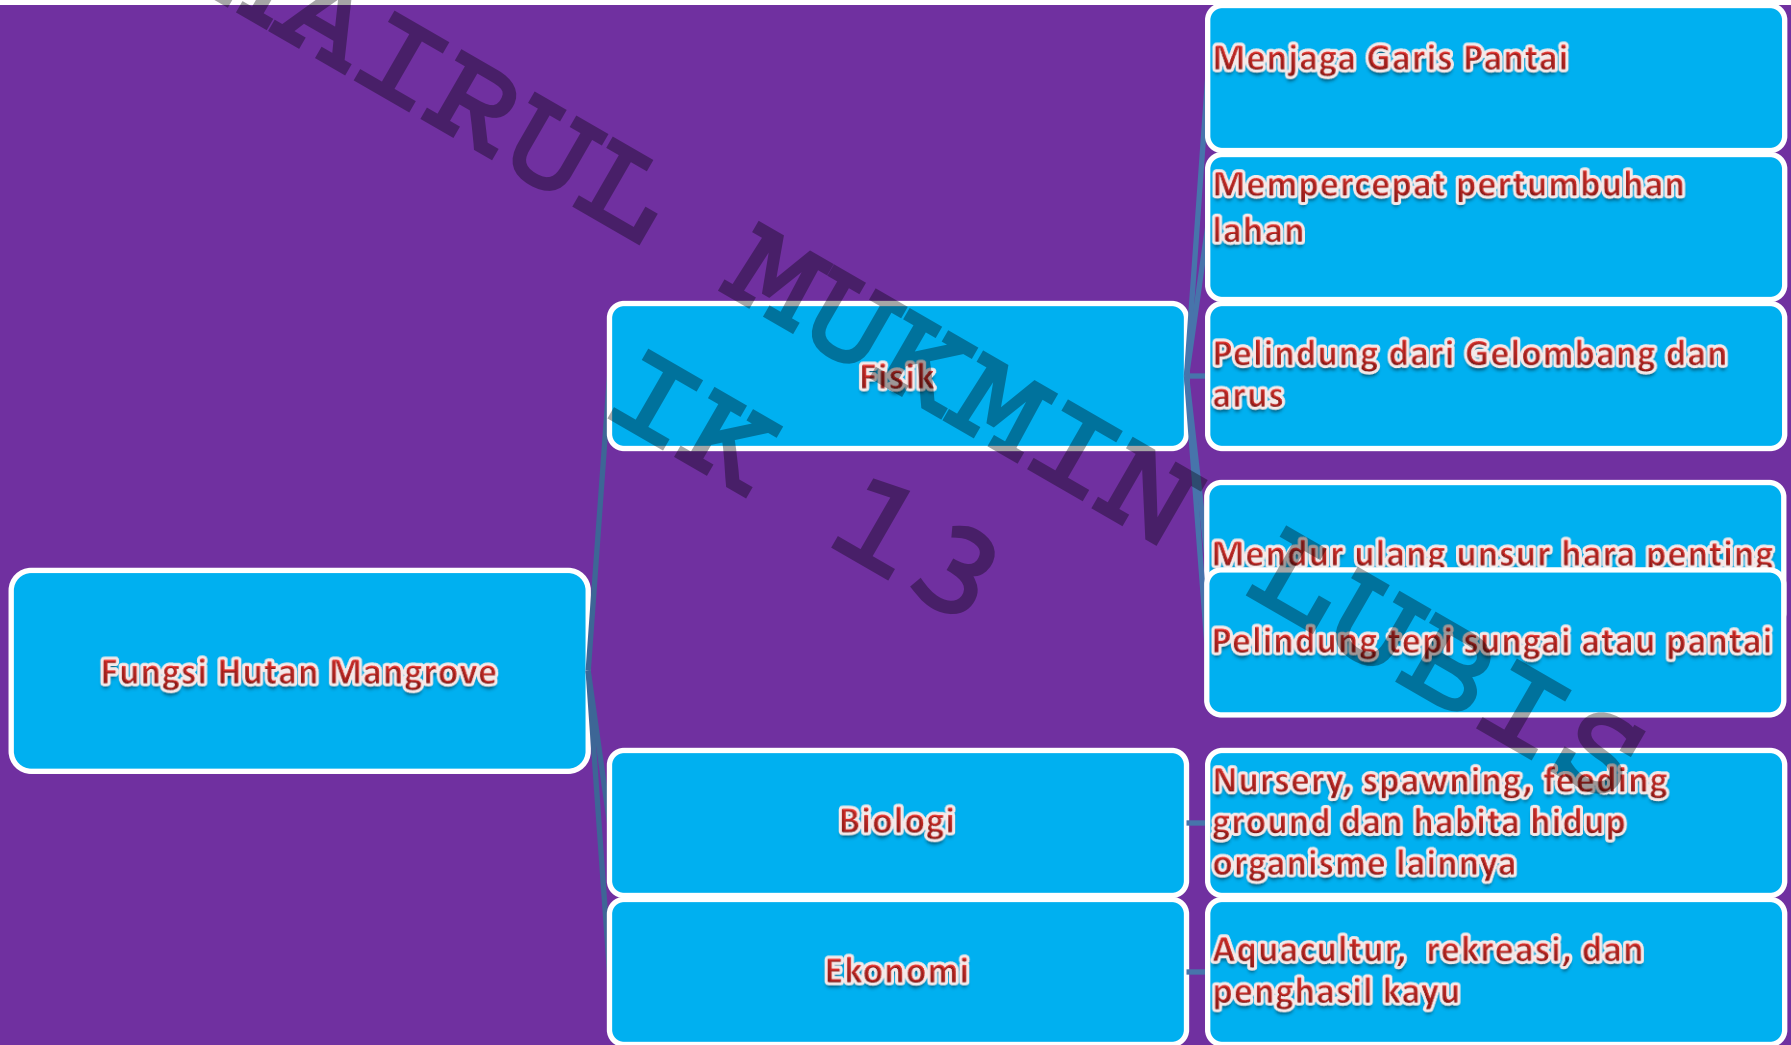 Menjaga Garis Pantai
Mempercepat pertumbuhan
lahan
Fisik
Pelindung dari Gelombang dan
arus
Mendur ulang unsur hara penting
Pelindung tepi sungai atau pantai
Fungsi Hutan Mangrove
Biologi
Nursery, spawning, feeding
ground dan habita hidup
organisme lainnya
Ekonomi
Aquacultur, rekreasi, dan
penghasil kayu
MUKMIN LUBIS
IK 13